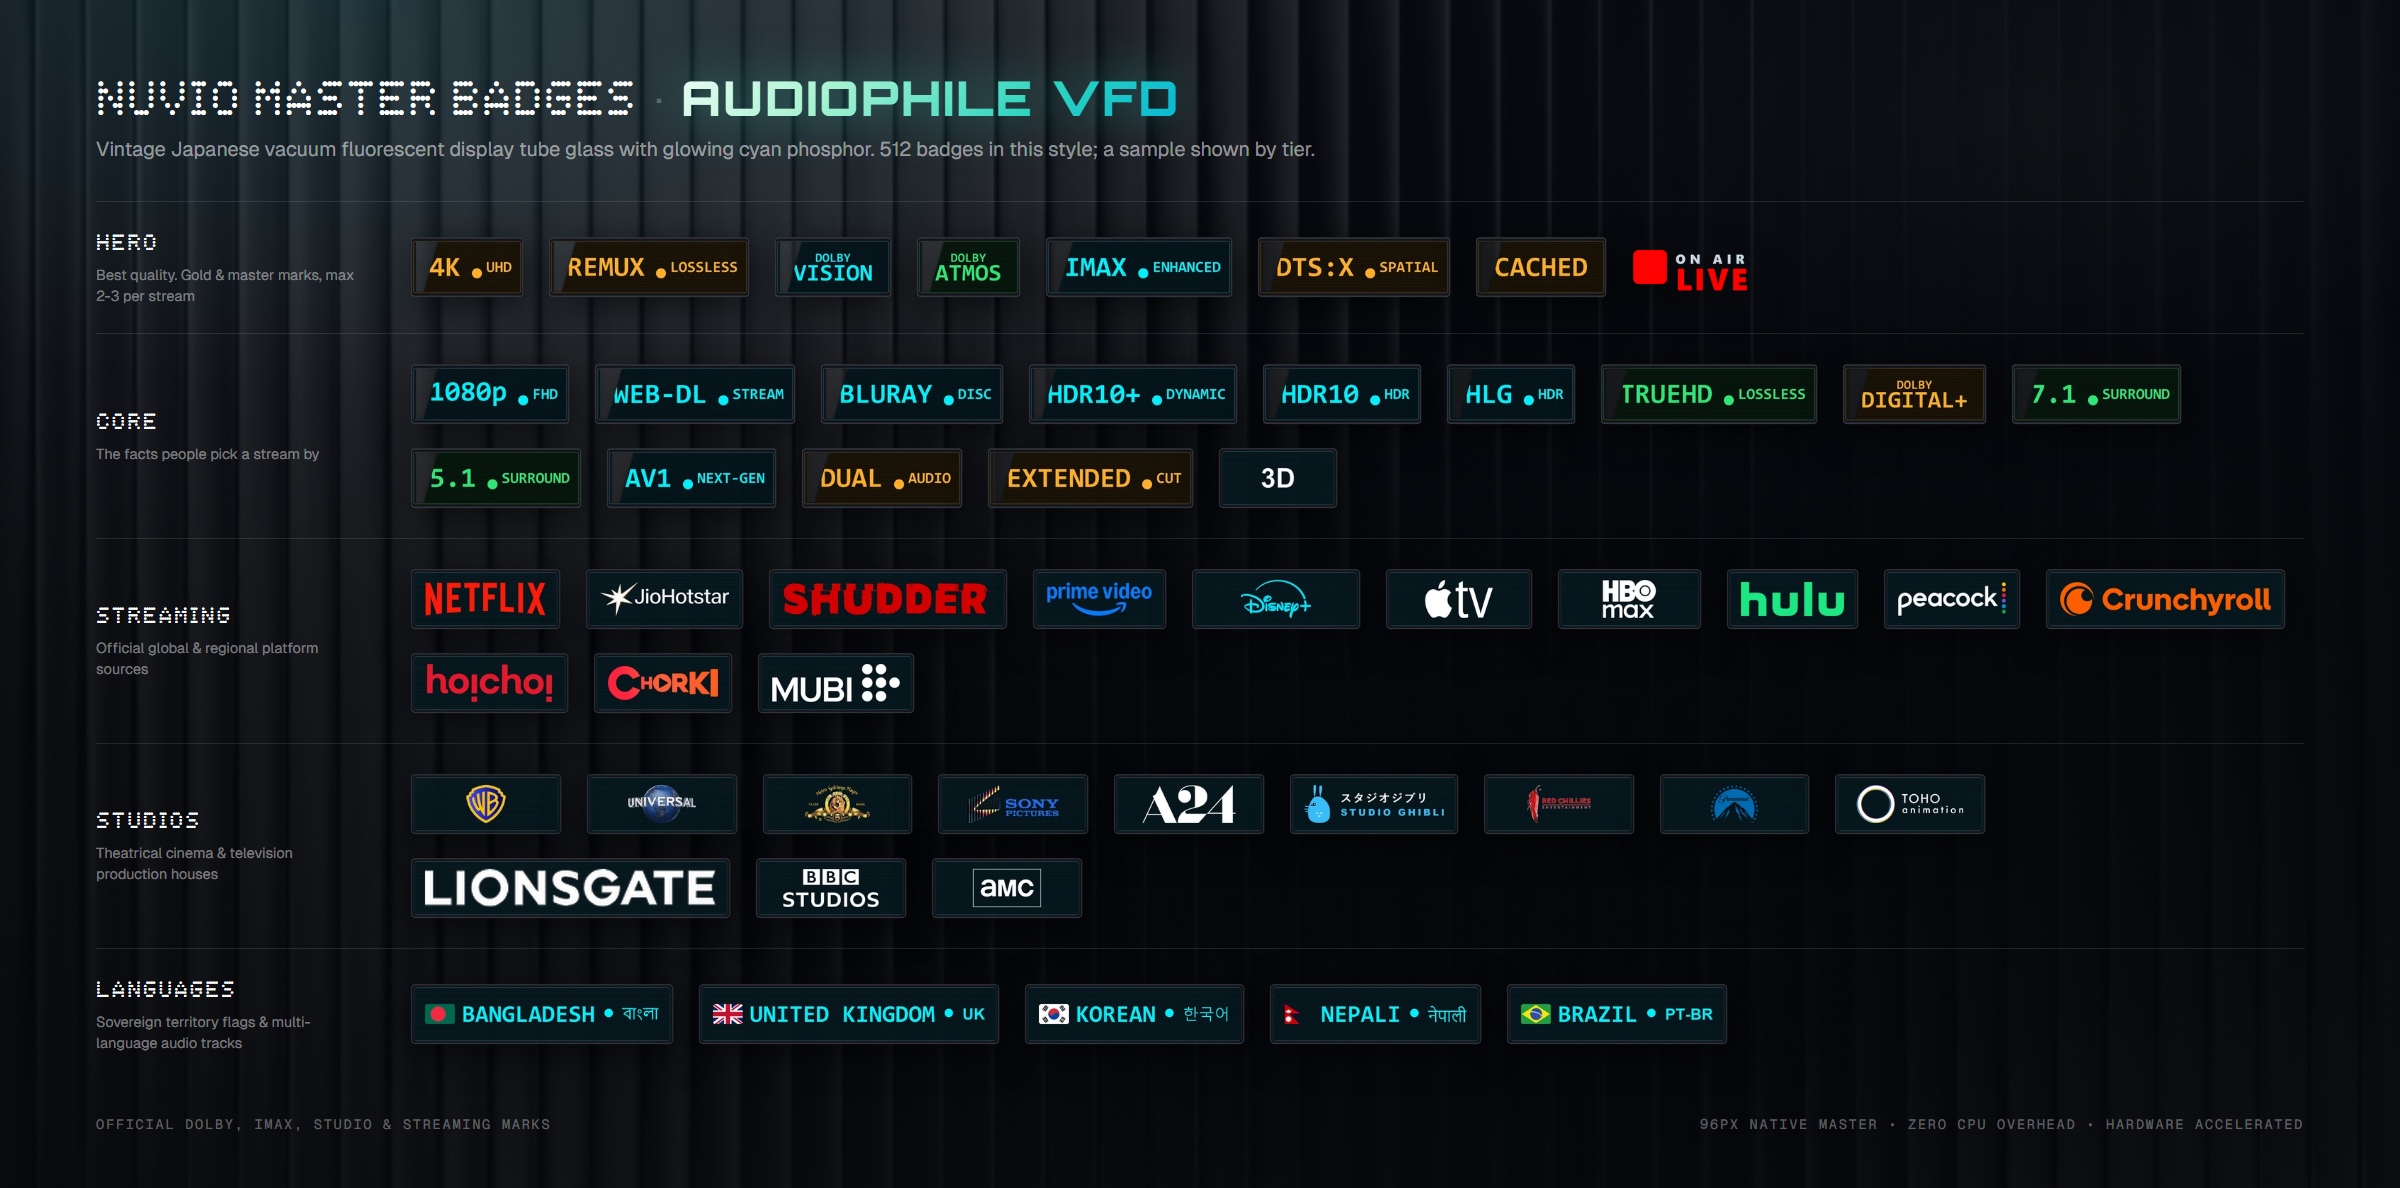 NUVIO MASTER BADGES · AUDIOPHILE VFD
Vintage Japanese vacuum fluorescent display tube glass with glowing cyan phosphor. 512 badges in this style; a sample shown by tier.
HERO
Best quality. Gold & master marks, max
2-3 per stream
4K ● UHD
REMUX ● LOSSLESS
DOLBY
VISION
DOLBY
ATMOS
IMAX ● ENHANCED
DTS:X ● SPATIAL
CACHED
ON AIR
LIVE
CORE
The facts people pick a stream by
1080p ● FHD
WEB-DL ● STREAM
BLURAY ● DISC
HDR10+ ● DYNAMIC
HDR10 ● HDR
HLG ● HDR
TRUEHD ● LOSSLESS
DOLBY
DIGITAL+
7.1 ● SURROUND
5.1 ● SURROUND
AV1 ● NEXT-GEN
DUAL ● AUDIO
EXTENDED ● CUT
3D
STREAMING
Official global & regional platform
sources
NETFLIX
JioHotstar
SHUDDER
prime video
Disney+
tv
HBO
max
hulu
peacock
Crunchyroll
hoichoi
CHORKI
MUBI
STUDIOS
Theatrical cinema & television
production houses
WB
UNIVERSAL
SONY
PICTURES
A24
スタジオジブリ
STUDIO GHIBLI
RED CHILLIES
ENTERTAINMENT
Paramount
TOHO
animation
LIONSGATE
BBC
STUDIOS
aMC
LANGUAGES
Sovereign territory flags & multi-
language audio tracks
BANGLADESH • বাংলা
UNITED KINGDOM • UK
KOREAN • 한국어
NEPALI • नेपाली
BRAZIL • PT-BR
OFFICIAL DOLBY, IMAX, STUDIO & STREAMING MARKS
96PX NATIVE MASTER • ZERO CPU OVERHEAD • HARDWARE ACCELERATED